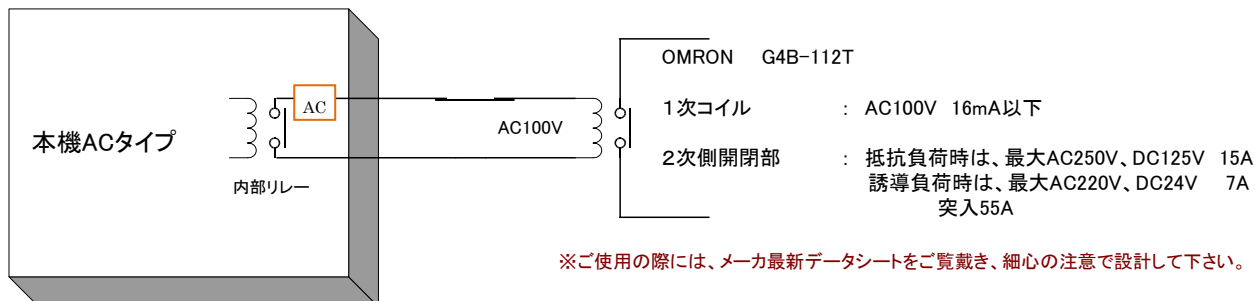 OMRON G4B-112T
AC
1次コイル : AC100V 16mA以下
AC100V
本機ACタイプ
2次側開閉部 : 抵抗負荷時は、最大AC250V、DC125V 15A
誘導負荷時は、最大AC220V、DC24V 7A
内部リレー
突入55A
※ご使用の際には、メーカ最新データシートをご覧戴き、細心の注意で設計して下さい。